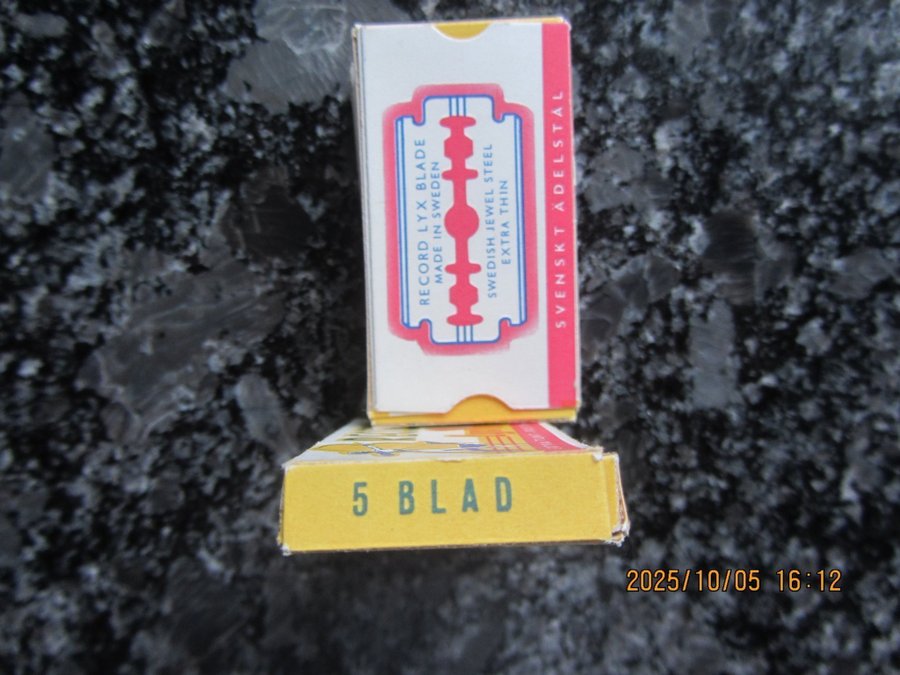 RECORD LYX BLADE
MADE IN SWEDEN
SWEDISH JEWEL STEEL
EXTRA THIN
SVENSKT ÄDELSTÅL
5 BLAD
2025/10/05 16:12